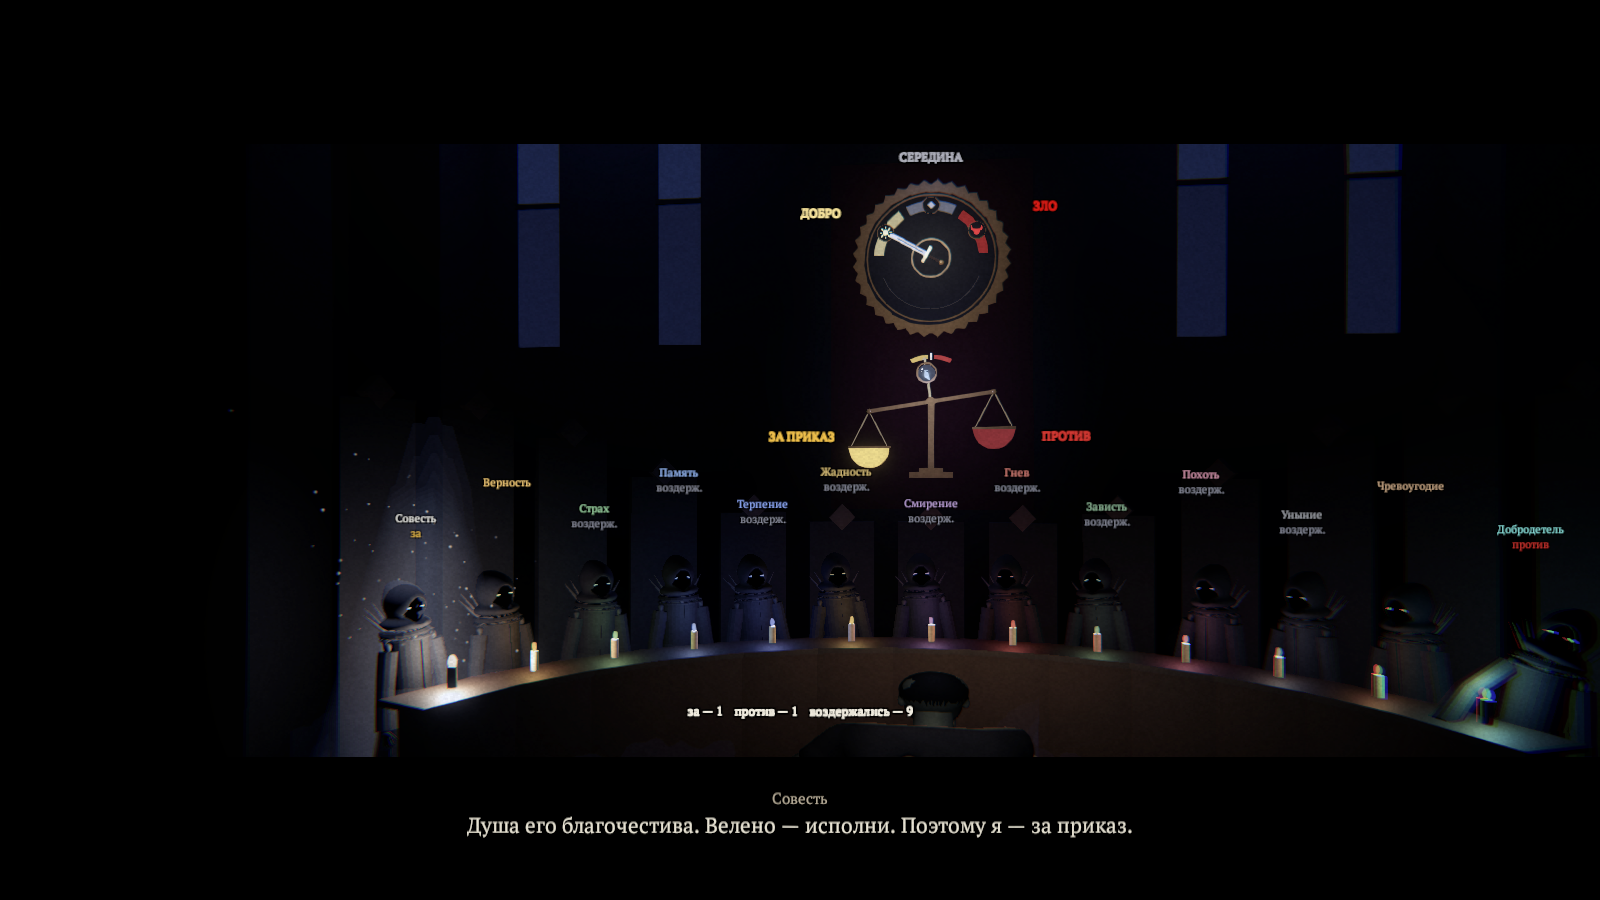 СЕРЕДИНА
ДОБРО
ЗЛО
ЗА ПРИКАЗ
ПРОТИВ
Совесть
за
Верность
Страх
воздерж.
Память
воздерж.
Терпение
воздерж.
Жадность
воздерж.
Смирение
воздерж.
Гнев
воздерж.
Зависть
воздерж.
Похоть
воздерж.
Уныние
воздерж.
Чревоугодие
Добродетель
против
за — 1 против — 1 воздержались — 9
Совесть
Душа его благочестива. Велено — исполни. Поэтому я — за приказ.